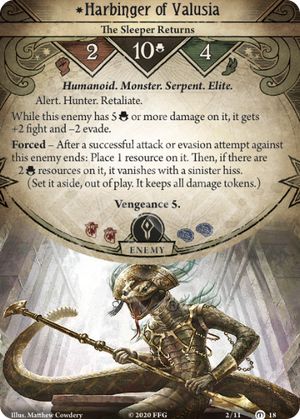 Harbinger of Valusia
The Sleeper Returns
2 10 4
Humanoid. Monster. Serpent. Elite.
Alert. Hunter. Retaliate.
While this enemy has 5 or more damage on it, it gets
+2 fight and –2 evade.
Forced – After a successful attack or evasion attempt against
this enemy ends: Place 1 resource on it. Then, if there are
2 resources on it, it vanishes with a sinister hiss.
(Set it aside, out of play. It keeps all damage tokens.)
Vengeance 5.
ENEMY
Illus. Matthew Cowdery © 2020 FFG 2/11 18